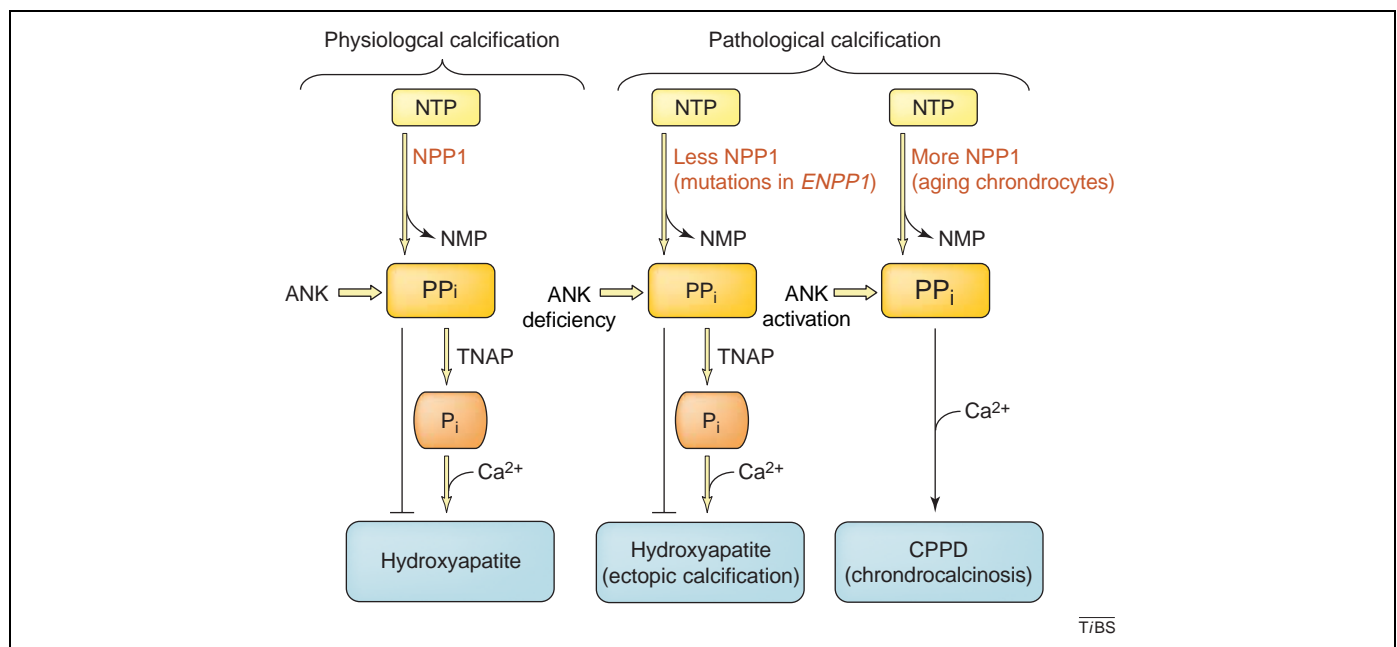 Physiologcal calcification
Pathological calcification
NTP
NTP
NTP
NPP1
Less NPP1
(mutations in ENPP1)
More NPP1
(aging chrondrocytes)
NMP
NMP
NMP
ANK
PPi
ANK
deficiency
PPi
ANK
activation
PPi
TNAP
TNAP
Pi
Pi
Ca2+
Ca2+
Ca2+
Hydroxyapatite
Hydroxyapatite
(ectopic calcification)
CPPD
(chrondrocalcinosis)
TiBS